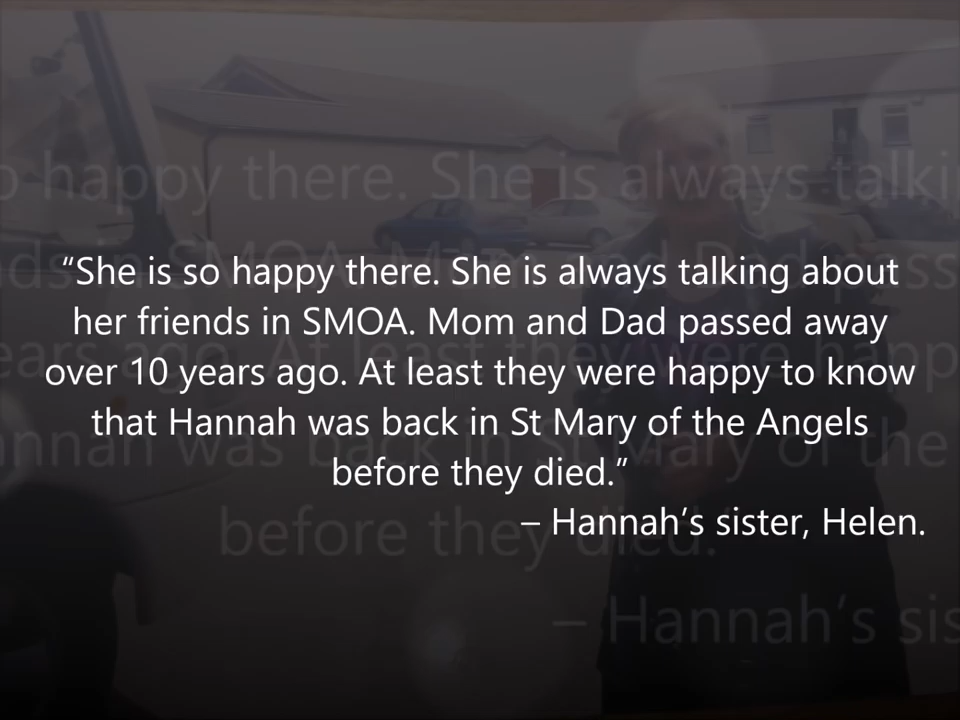 “She is so happy there. She is always talking about
her friends in SMOA. Mom and Dad passed away
over 10 years ago. At least they were happy to know
that Hannah was back in St Mary of the Angels
before they died.”
– Hannah’s sister, Helen.